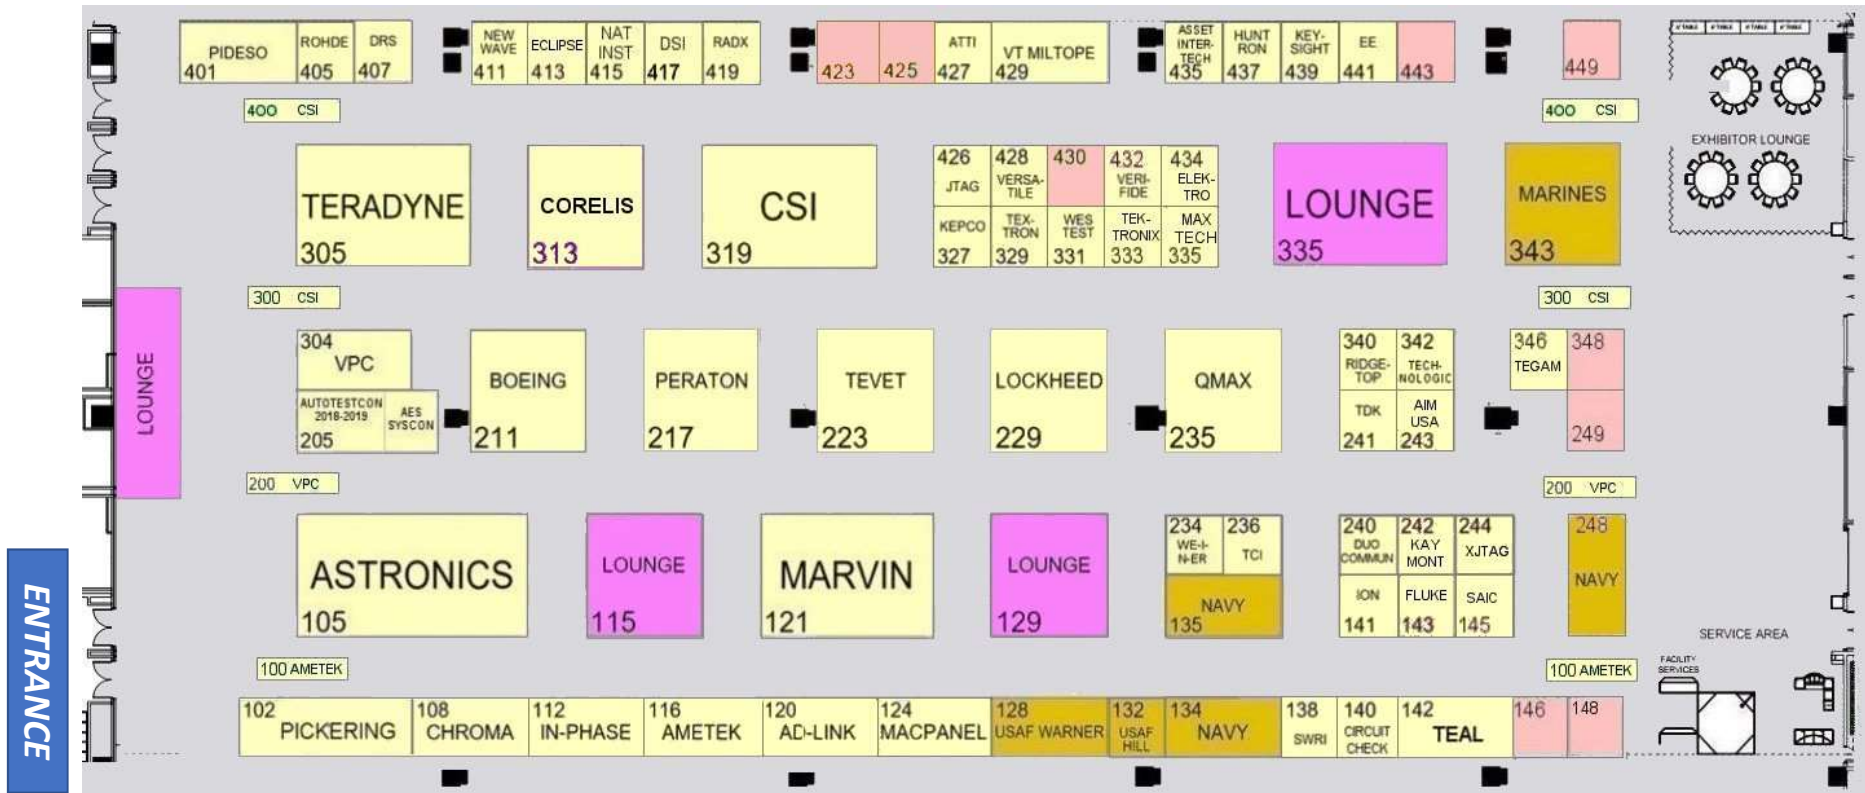 PIDESO
401
ROHDE
405
DRS
407
NEW
WAVE
411
ECLIPSE
413
NAT
INST
415
DSI
417
RADX
419
423
425
ATTI
427
VT MILTOPE
429
ASSET
INTER-
TECH
435
HUNT
RON
437
KEY-
SIGHT
439
EE
441
443
449
6'TABLE 6'TABLE 6'TABLE 6'TABLE
EXHIBITOR LOUNGE
400 CSI
400 CSI
TERADYNE
305
CORELIS
313
CSI
319
426
JTAG
428
VERSA-
TILE
430
432
VERI-
FIDE
434
ELEK-
TRO
KEPCO
327
TEX-
TRON
329
WES
TEST
331
TEK-
TRONIX
333
MAX
TECH
335
LOUNGE
335
MARINES
343
300 CSI
300 CSI
LOUNGE
304
VPC
AUTOTESTCON
2018-2019
205
AES
SYSCON
BOEING
211
PERATON
217
TEVET
223
LOCKHEED
229
QMAX
235
340
RIDGE-
TOP
342
TECH-
NOLOGIC
TDK
241
AIM
USA
243
346
TEGAM
348
249
200 VPC
200 VPC
ASTRONICS
105
LOUNGE
115
MARVIN
121
LOUNGE
129
234
WE-I-
N-ER
236
TCI
NAVY
135
240
DUO
COMMUN
242
KAY
MONT
244
XJTAG
ION
141
FLUKE
143
SAIC
145
248
NAVY
SERVICE AREA
FACILITY
SERVICES
ENTRANCE
100 AMETEK
100 AMETEK
102
PICKERING
108
CHROMA
112
IN-PHASE
116
AMETEK
120
AD-LINK
124
MACPANEL
128
USAF WARNER
132
USAF
HILL
134
NAVY
138
SWRI
140
CIRCUIT
CHECK
142
TEAL
146
148